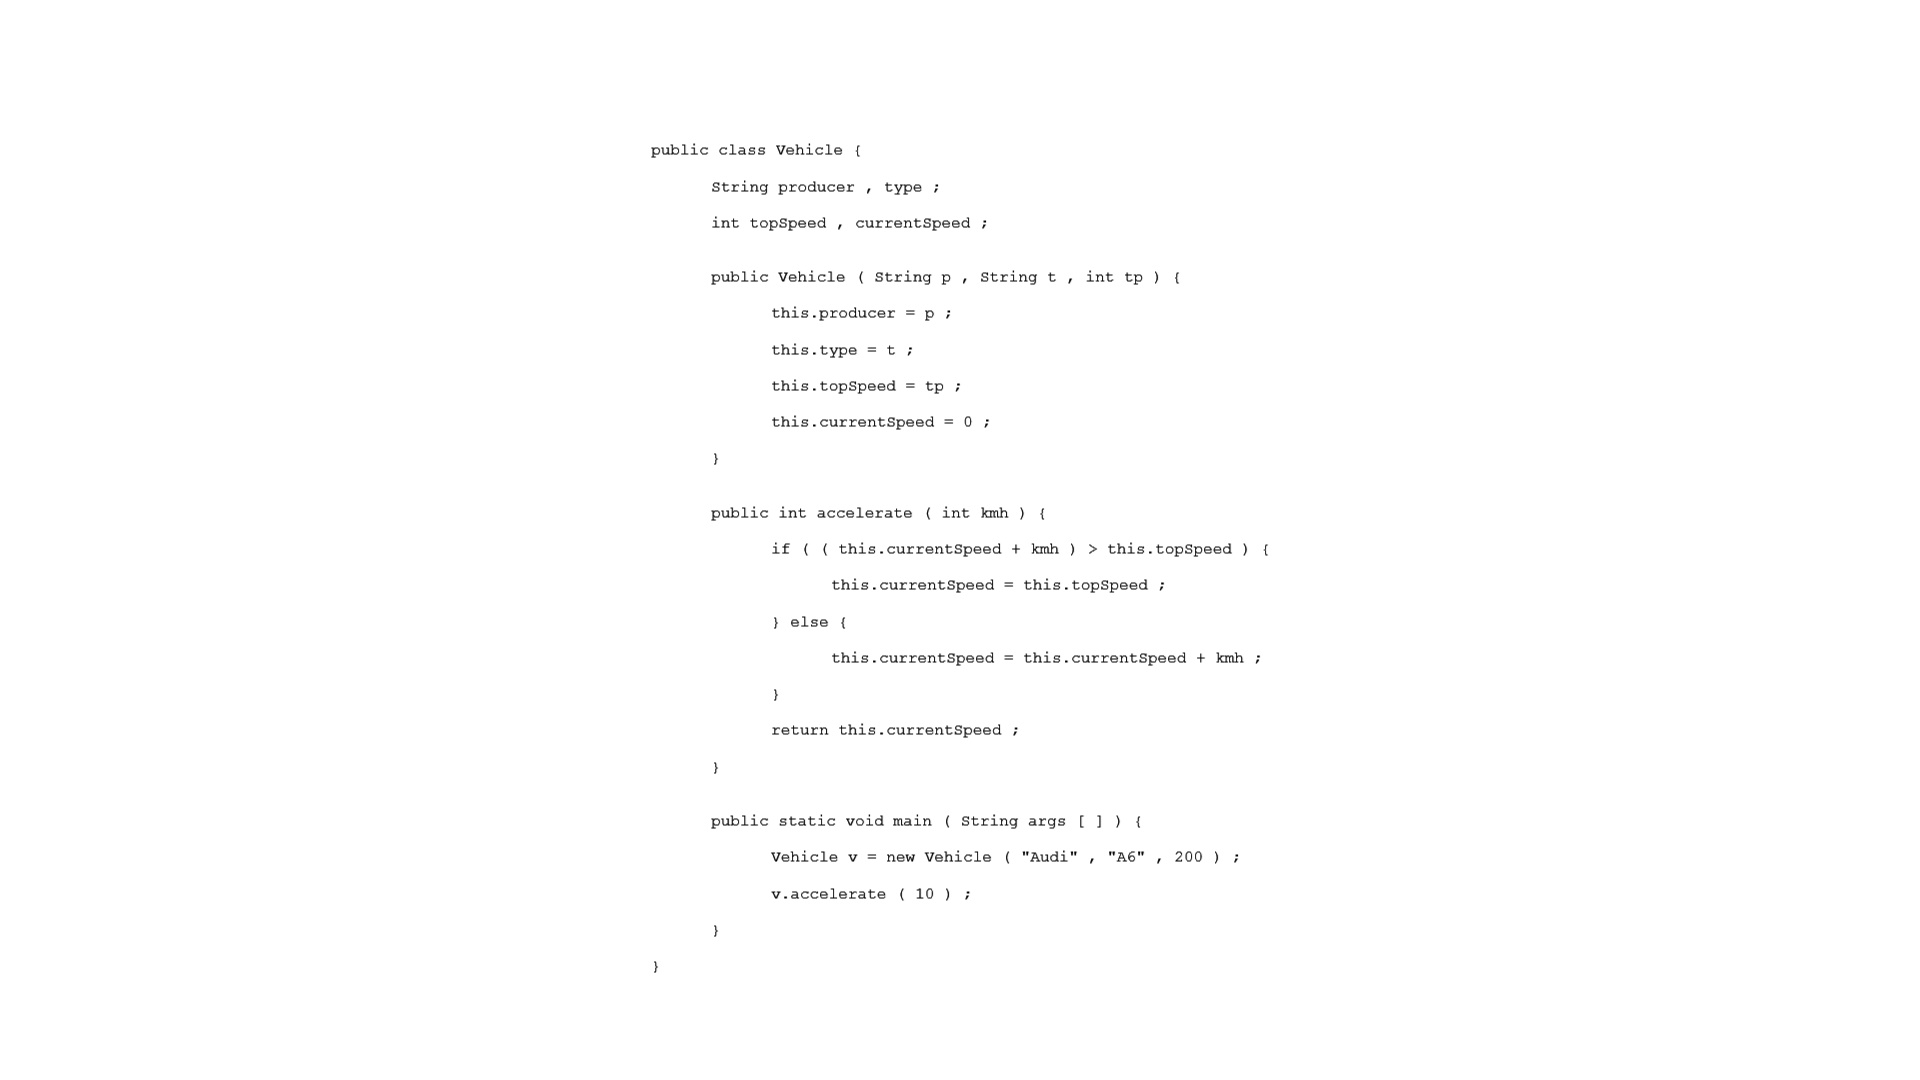 public class Vehicle {
String producer , type ;
int topSpeed , currentSpeed ;
public Vehicle ( String p , String t , int tp ) {
this.producer = p ;
this.type = t ;
this.topSpeed = tp ;
this.currentSpeed = 0 ;
}
public int accelerate ( int kmh ) {
if ( ( this.currentSpeed + kmh ) > this.topSpeed ) {
this.currentSpeed = this.topSpeed ;
} else {
this.currentSpeed = this.currentSpeed + kmh ;
}
return this.currentSpeed ;
}
public static void main ( String args [ ] ) {
Vehicle v = new Vehicle ( "Audi" , "A6" , 200 ) ;
v.accelerate ( 10 ) ;
}
}